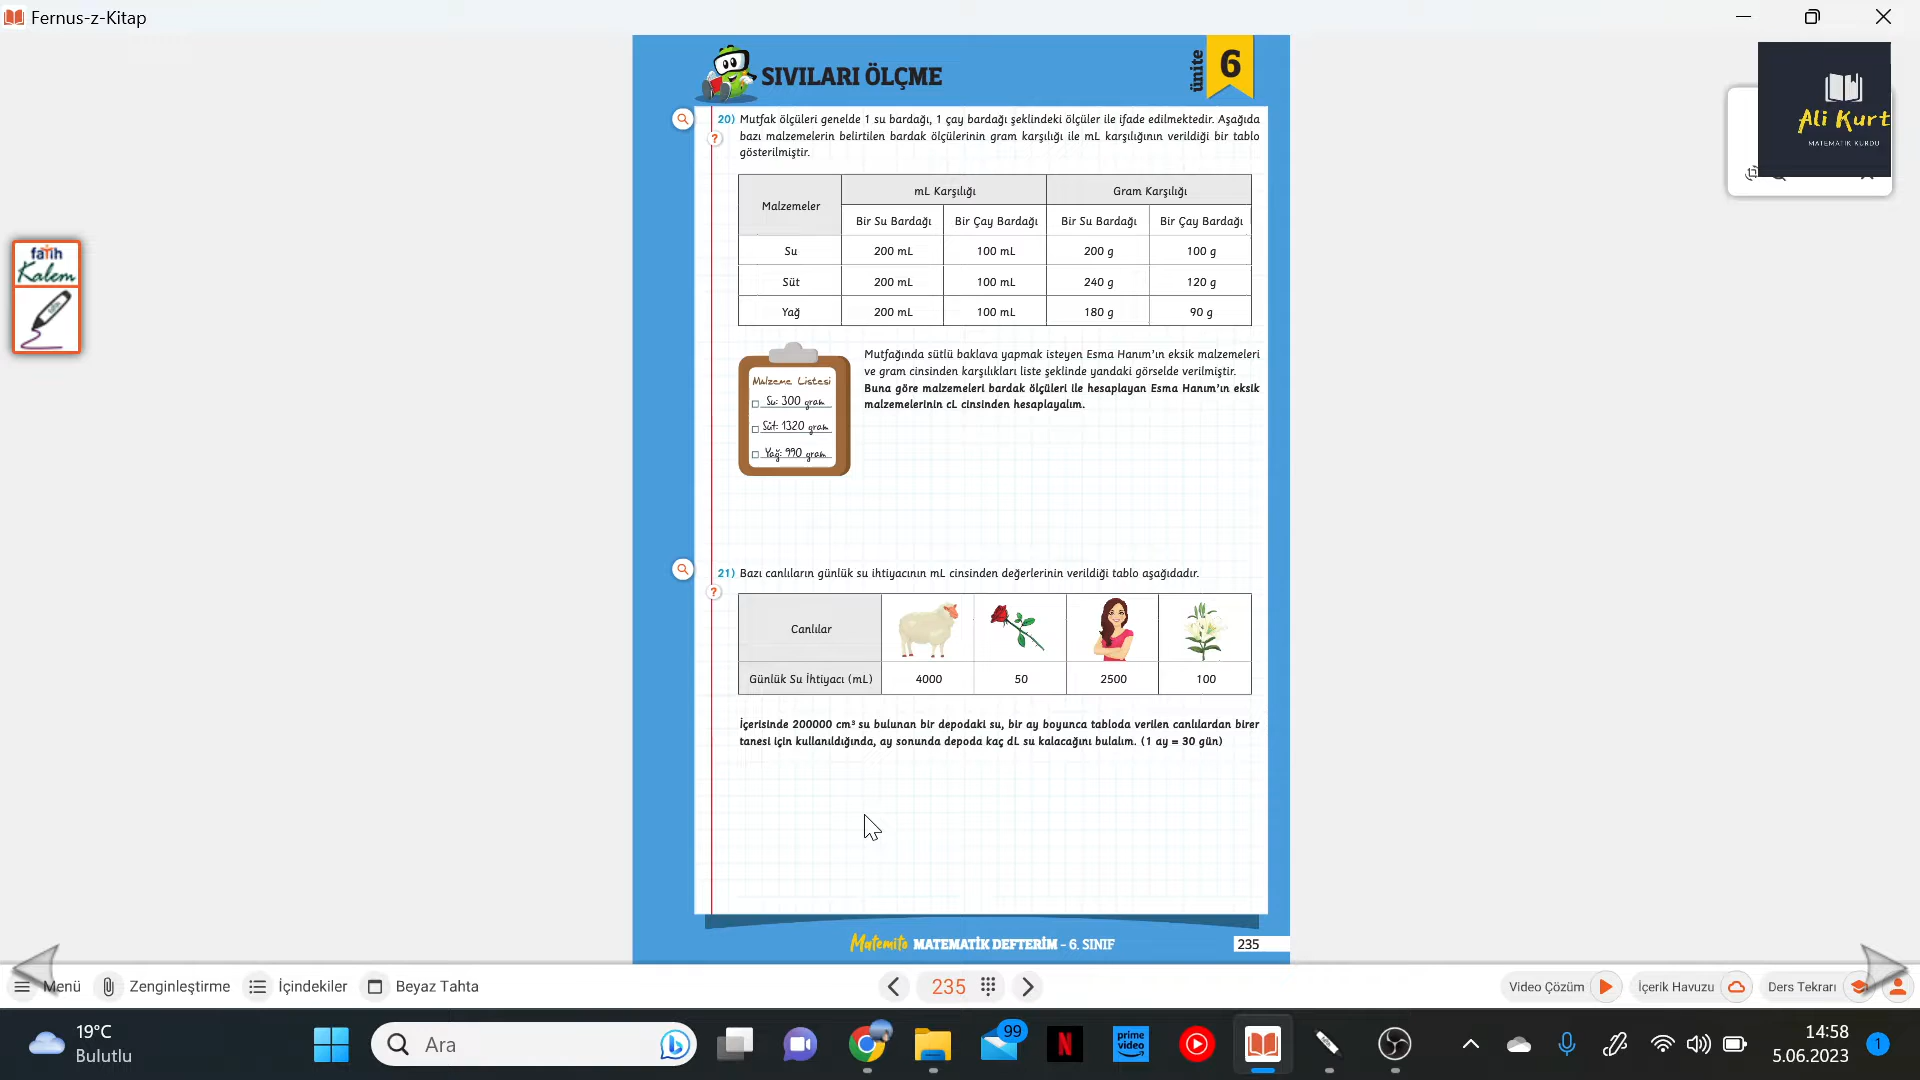 Fernus-z-Kitap
SIVILARI ÖLÇME
ünite
6
Ali Kurt
MATEMATİK KURDU
fatih
Kalem
20) Mutfak ölçüleri genelde 1 su bardağı, 1 çay bardağı şeklindeki ölçüler ile ifade edilmektedir. Aşağıda
bazı malzemelerin belirtilen bardak ölçülerinin gram karşılığı ile mL karşılığının verildiği bir tablo
gösterilmiştir.
Malzemeler
mL Karşılığı
Gram Karşılığı
Bir Su Bardağı
Bir Çay Bardağı
Bir Su Bardağı
Bir Çay Bardağı
Su
200 mL
100 mL
200 g
100 g
Süt
200 mL
100 mL
240 g
120 g
Yağ
200 mL
100 mL
180 g
90 g
Malzeme Listesi
Su: 300 gram
Süt: 1320 gram
Yağ: 990 gram
Mutfağında sütlü baklava yapmak isteyen Esma Hanım'ın eksik malzemeleri
ve gram cinsinden karşılıkları liste şeklinde yandaki görselde verilmiştir.
Buna göre malzemeleri bardak ölçüleri ile hesaplayan Esma Hanım'ın eksik
malzemelerinin cL cinsinden hesaplayalım.
21) Bazı canlıların günlük su ihtiyacının mL cinsinden değerlerinin verildiği tablo aşağıdadır.
Canlılar
Günlük Su İhtiyacı (mL)
4000
50
2500
100
İçerisinde 200000 cm³ su bulunan bir depodaki su, bir ay boyunca tabloda verilen canlılardan birer
tanesi için kullanıldığında, ay sonunda depoda kaç dL su kalacağını bulalım. (1 ay = 30 gün)
Matemito MATEMATİK DEFTERİM - 6. SINIF
235
Menü
Zenginleştirme
İçindekiler
Beyaz Tahta
235
Video Çözüm
İçerik Havuzu
Ders Tekrarı
19°C
Bulutlu
Ara
99
N
prime
video
14:58
5.06.2023
1